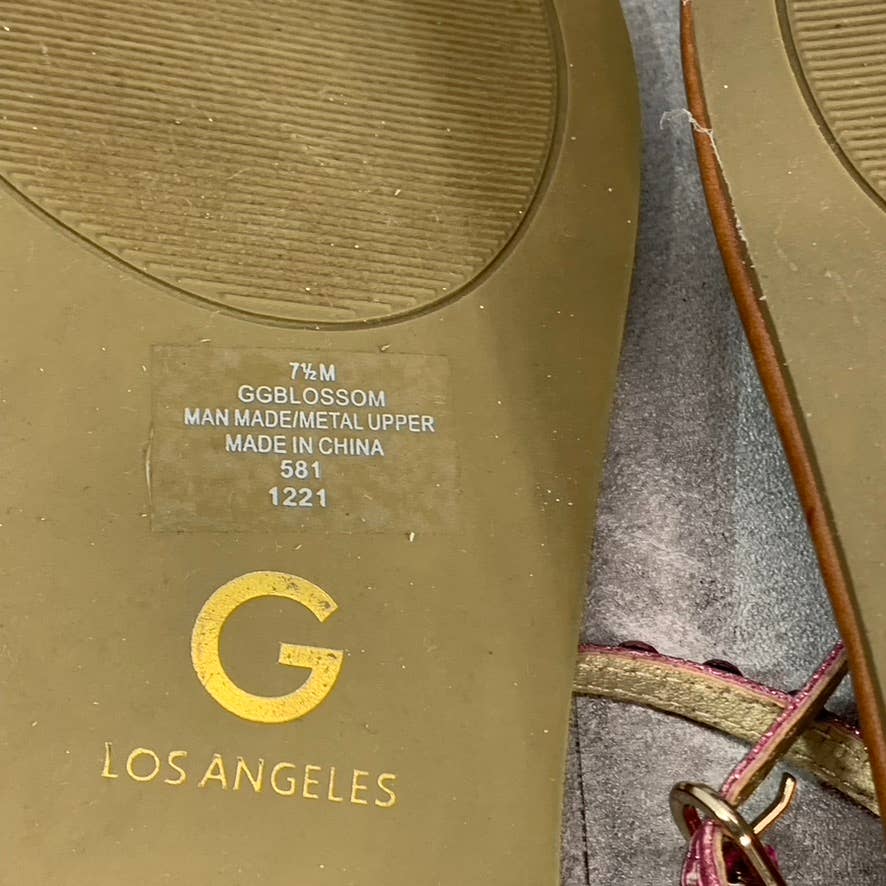 7½M
GGBLOSSOM
MAN MADE/METAL UPPER
MADE IN CHINA
581
1221
G
LOS ANGELES